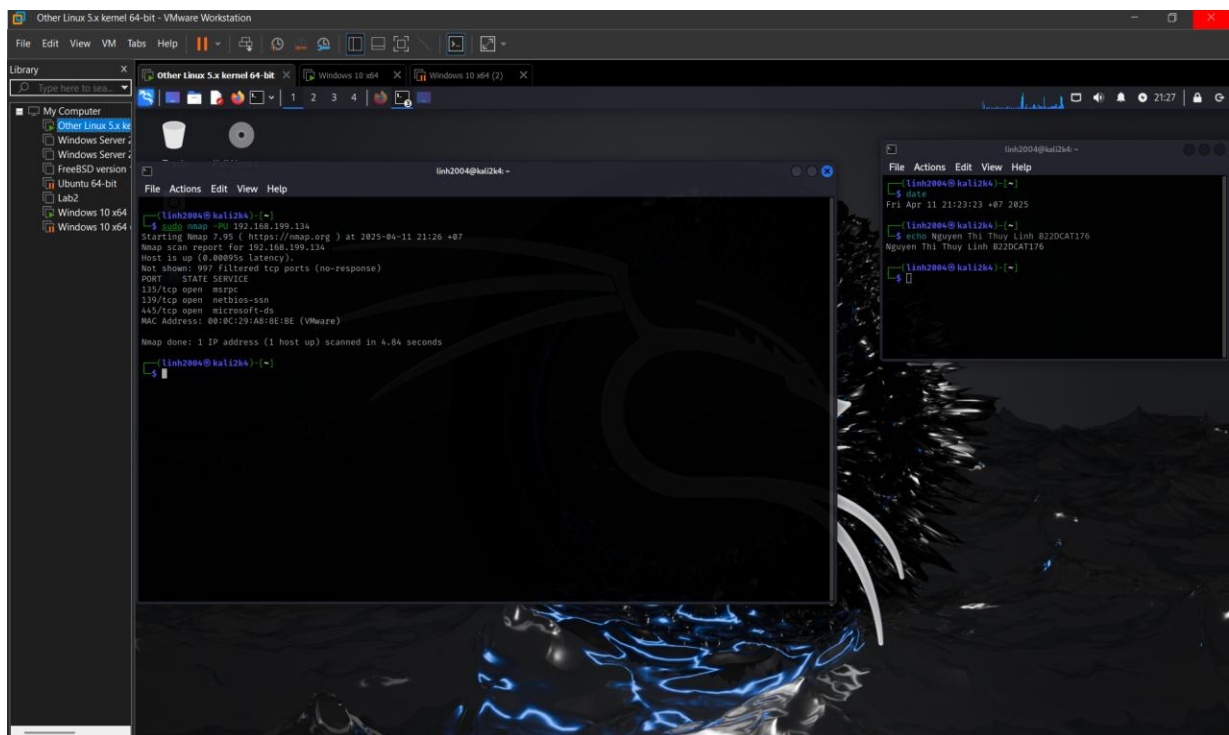 Other Linux 5.x kernel 64-bit - VMware Workstation
File Edit View VM Tabs Help
Library
Type here to sea...
My Computer
Other Linux 5.x ke
Windows Server 2
Windows Server 2
FreeBSD version
Ubuntu 64-bit
Lab2
Windows 10 x64
Windows 10 x64
Other Linux 5.x kernel 64-bit
Windows 10 x64
Windows 10 x64 (2)
1 2 3 4
21:27
linh2004@kali2k4: ~
File Actions Edit View Help
(linh2004㉿kali2k4)-[~]
$ sudo nmap -PU 192.168.199.134
Starting Nmap 7.95 ( https://nmap.org ) at 2025-04-11 21:26 +07
Nmap scan report for 192.168.199.134
Host is up (0.00095s latency).
Not shown: 997 filtered tcp ports (no-response)
PORT STATE SERVICE
135/tcp open msrpc
139/tcp open netbios-ssn
445/tcp open microsoft-ds
MAC Address: 00:0C:29:A8:8E:BE (VMware)
Nmap done: 1 IP address (1 host up) scanned in 4.84 seconds
(linh2004㉿kali2k4)-[~]
$
linh2004@kali2k4: ~
File Actions Edit View Help
(linh2004㉿kali2k4)-[~]
$ date
Fri Apr 11 21:23:23 +07 2025
(linh2004㉿kali2k4)-[~]
$ echo Nguyen Thi Thuy Linh B22DCAT176
Nguyen Thi Thuy Linh B22DCAT176
(linh2004㉿kali2k4)-[~]
$